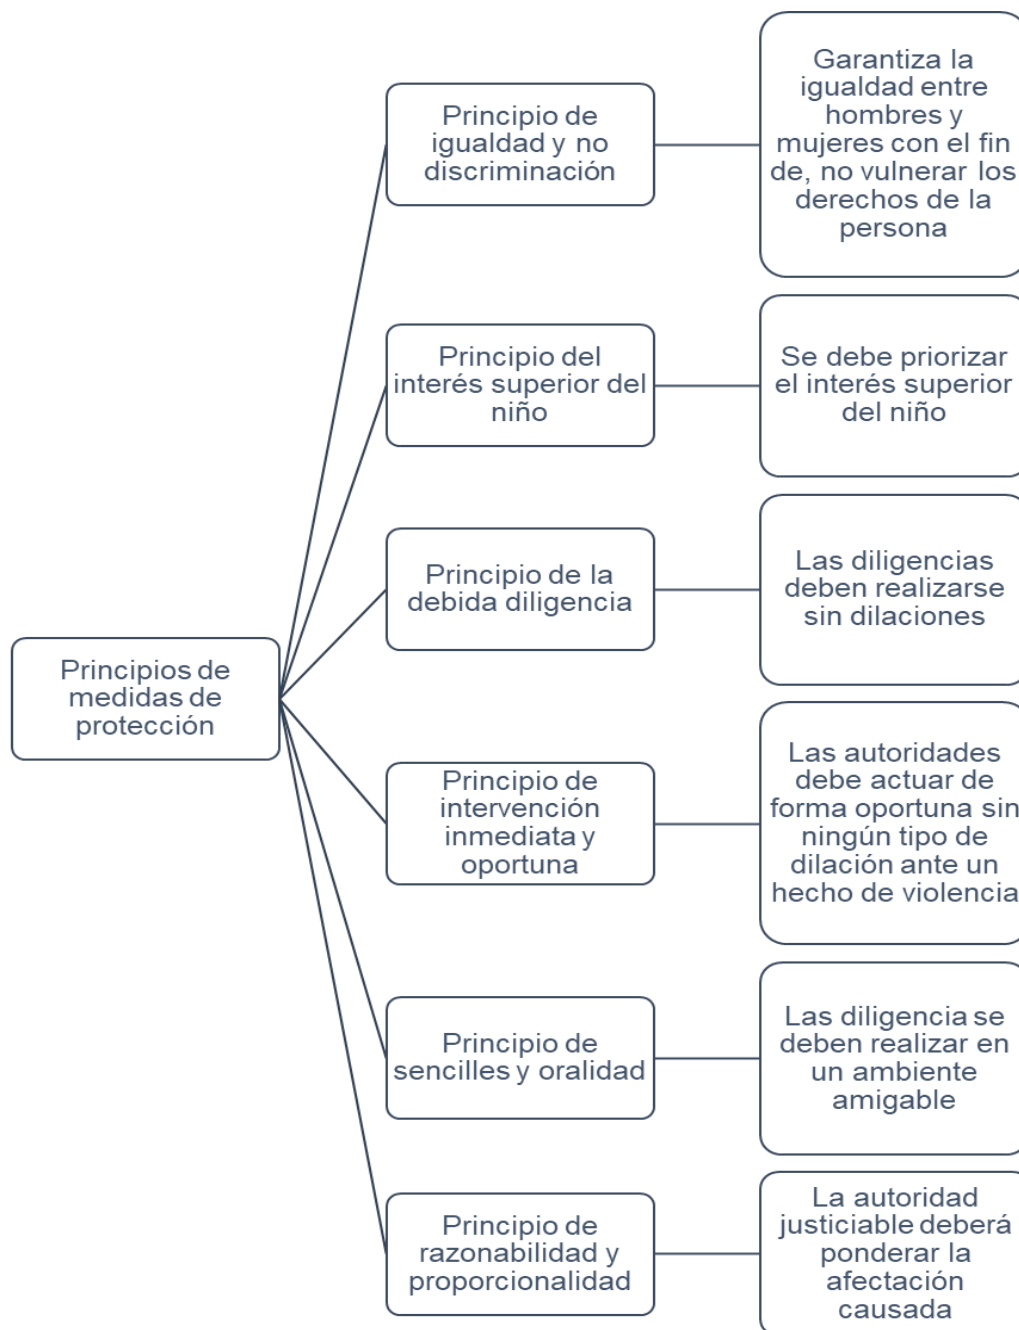 Principios de
medidas de
protección
Principio de
igualdad y no
discriminación
Garantiza la
igualdad entre
hombres y
mujeres con el fin
de, no vulnerar los
derechos de la
persona
Principio del
interés superior del
niño
Se debe priorizar
el interés superior
del niño
Principio de la
debida diligencia
Las diligencias
deben realizarse
sin dilaciones
Principio de
intervención
inmediata y
oportuna
Las autoridades
debe actuar de
forma oportuna sin
ningún tipo de
dilación ante un
hecho de violencia
Principio de
sencilles y oralidad
Las diligencia se
deben realizar en
un ambiente
amigable
Principio de
razonabilidad y
proporcionalidad
La autoridad
justiciable deberá
ponderar la
afectación
causada